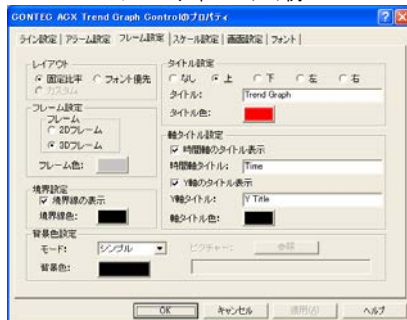 CONTEC AGX Trend Graph Controlのプロパティ
ライン設定 アラーム設定 フレーム設定 スケール設定 画面設定 フォント
レイアウト
固定比率 フォント優先
カスタム
フレーム設定
フレーム
2Dフレーム
3Dフレーム
フレーム色:
境界設定
境界線の表示
境界線色:
タイトル設定
なし 上 下 左 右
タイトル: Trend Graph
タイトル色:
軸タイトル設定
時間軸のタイトル表示
時間軸タイトル: Time
Y軸のタイトル表示
Y軸タイトル: Y Title
軸タイトル色:
背景色設定
モード: シンプル ピクチャー: 参照
背景色:
OK キャンセル 適用(A) ヘルプ